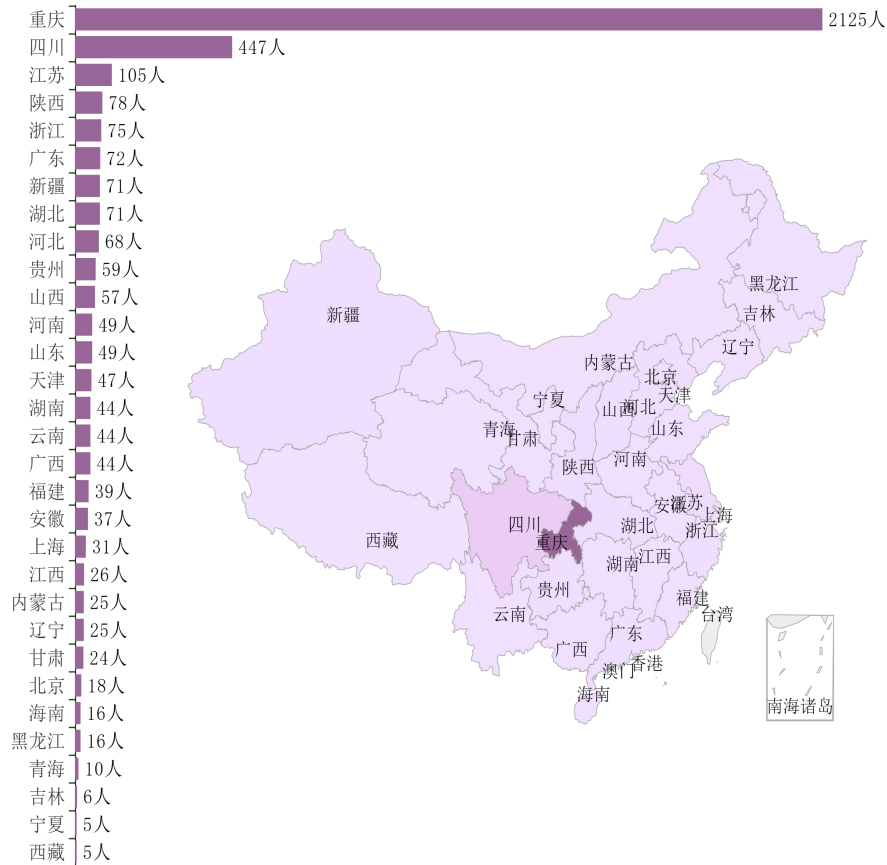 重庆 2125人
四川 447人
江苏 105人
陕西 78人
浙江 75人
广东 72人
新疆 71人
湖北 71人
河北 68人
贵州 59人
山西 57人
河南 49人
山东 49人
天津 47人
湖南 44人
云南 44人
广西 44人
福建 39人
安徽 37人
上海 31人
江西 26人
内蒙古 25人
辽宁 25人
甘肃 24人
北京 18人
海南 16人
黑龙江 16人
青海 10人
吉林 6人
宁夏 5人
西藏 5人
黑龙江
吉林
新疆
辽宁
内蒙古
北京
天津
宁夏
山西
河北
青海
甘肃
山东
陕西
河南
安徽
江苏
上海
四川
湖北
浙江
西藏
重庆
湖南
江西
贵州
福建
云南
台湾
广东
广西
香港
澳门
海南
南海诸岛